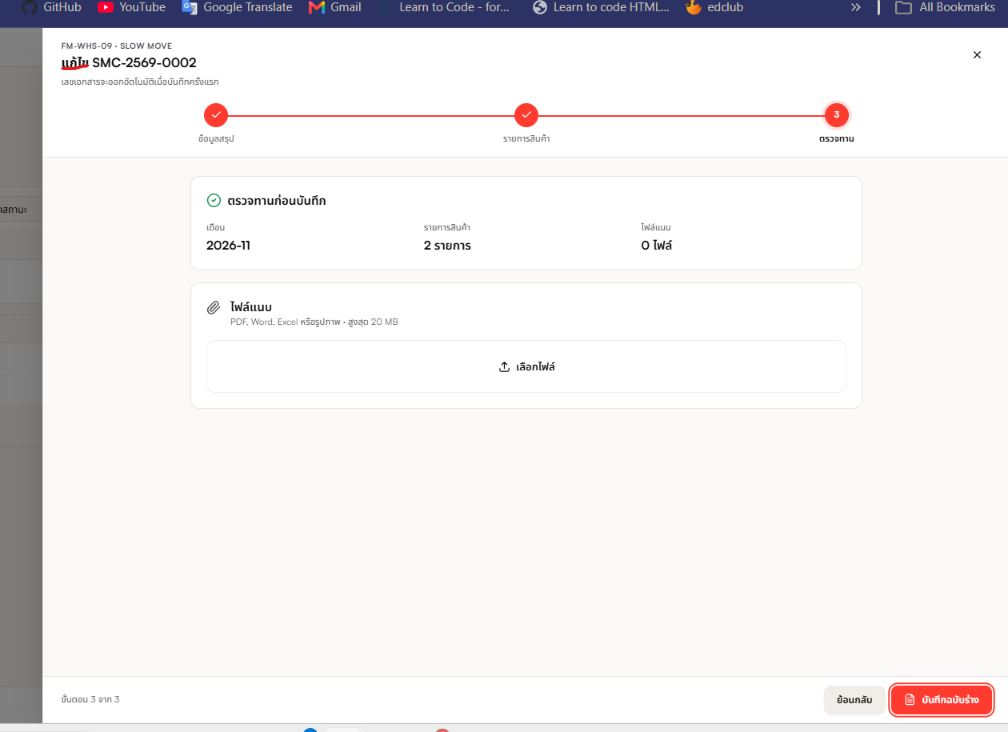 GitHub YouTube Google Translate Gmail Learn to Code - for... Learn to code HTML... edclub » All Bookmarks
FM-WHS-09 • SLOW MOVE
แก้ไข SMC-2569-0002
เลขเอกสารจะออกอัตโนมัติเมื่อบันทึกครั้งแรก
3
ข้อมูลสรุป รายการสินค้า ตรวจทาน
ตรวจทานก่อนบันทึก
เดือน รายการสินค้า ไฟล์แนบ
2026-11 2 รายการ 0 ไฟล์
ไฟล์แนบ
PDF, Word, Excel หรือรูปภาพ • สูงสุด 20 MB
เลือกไฟล์
ขั้นตอน 3 จาก 3
ย้อนกลับ บันทึกฉบับร่าง